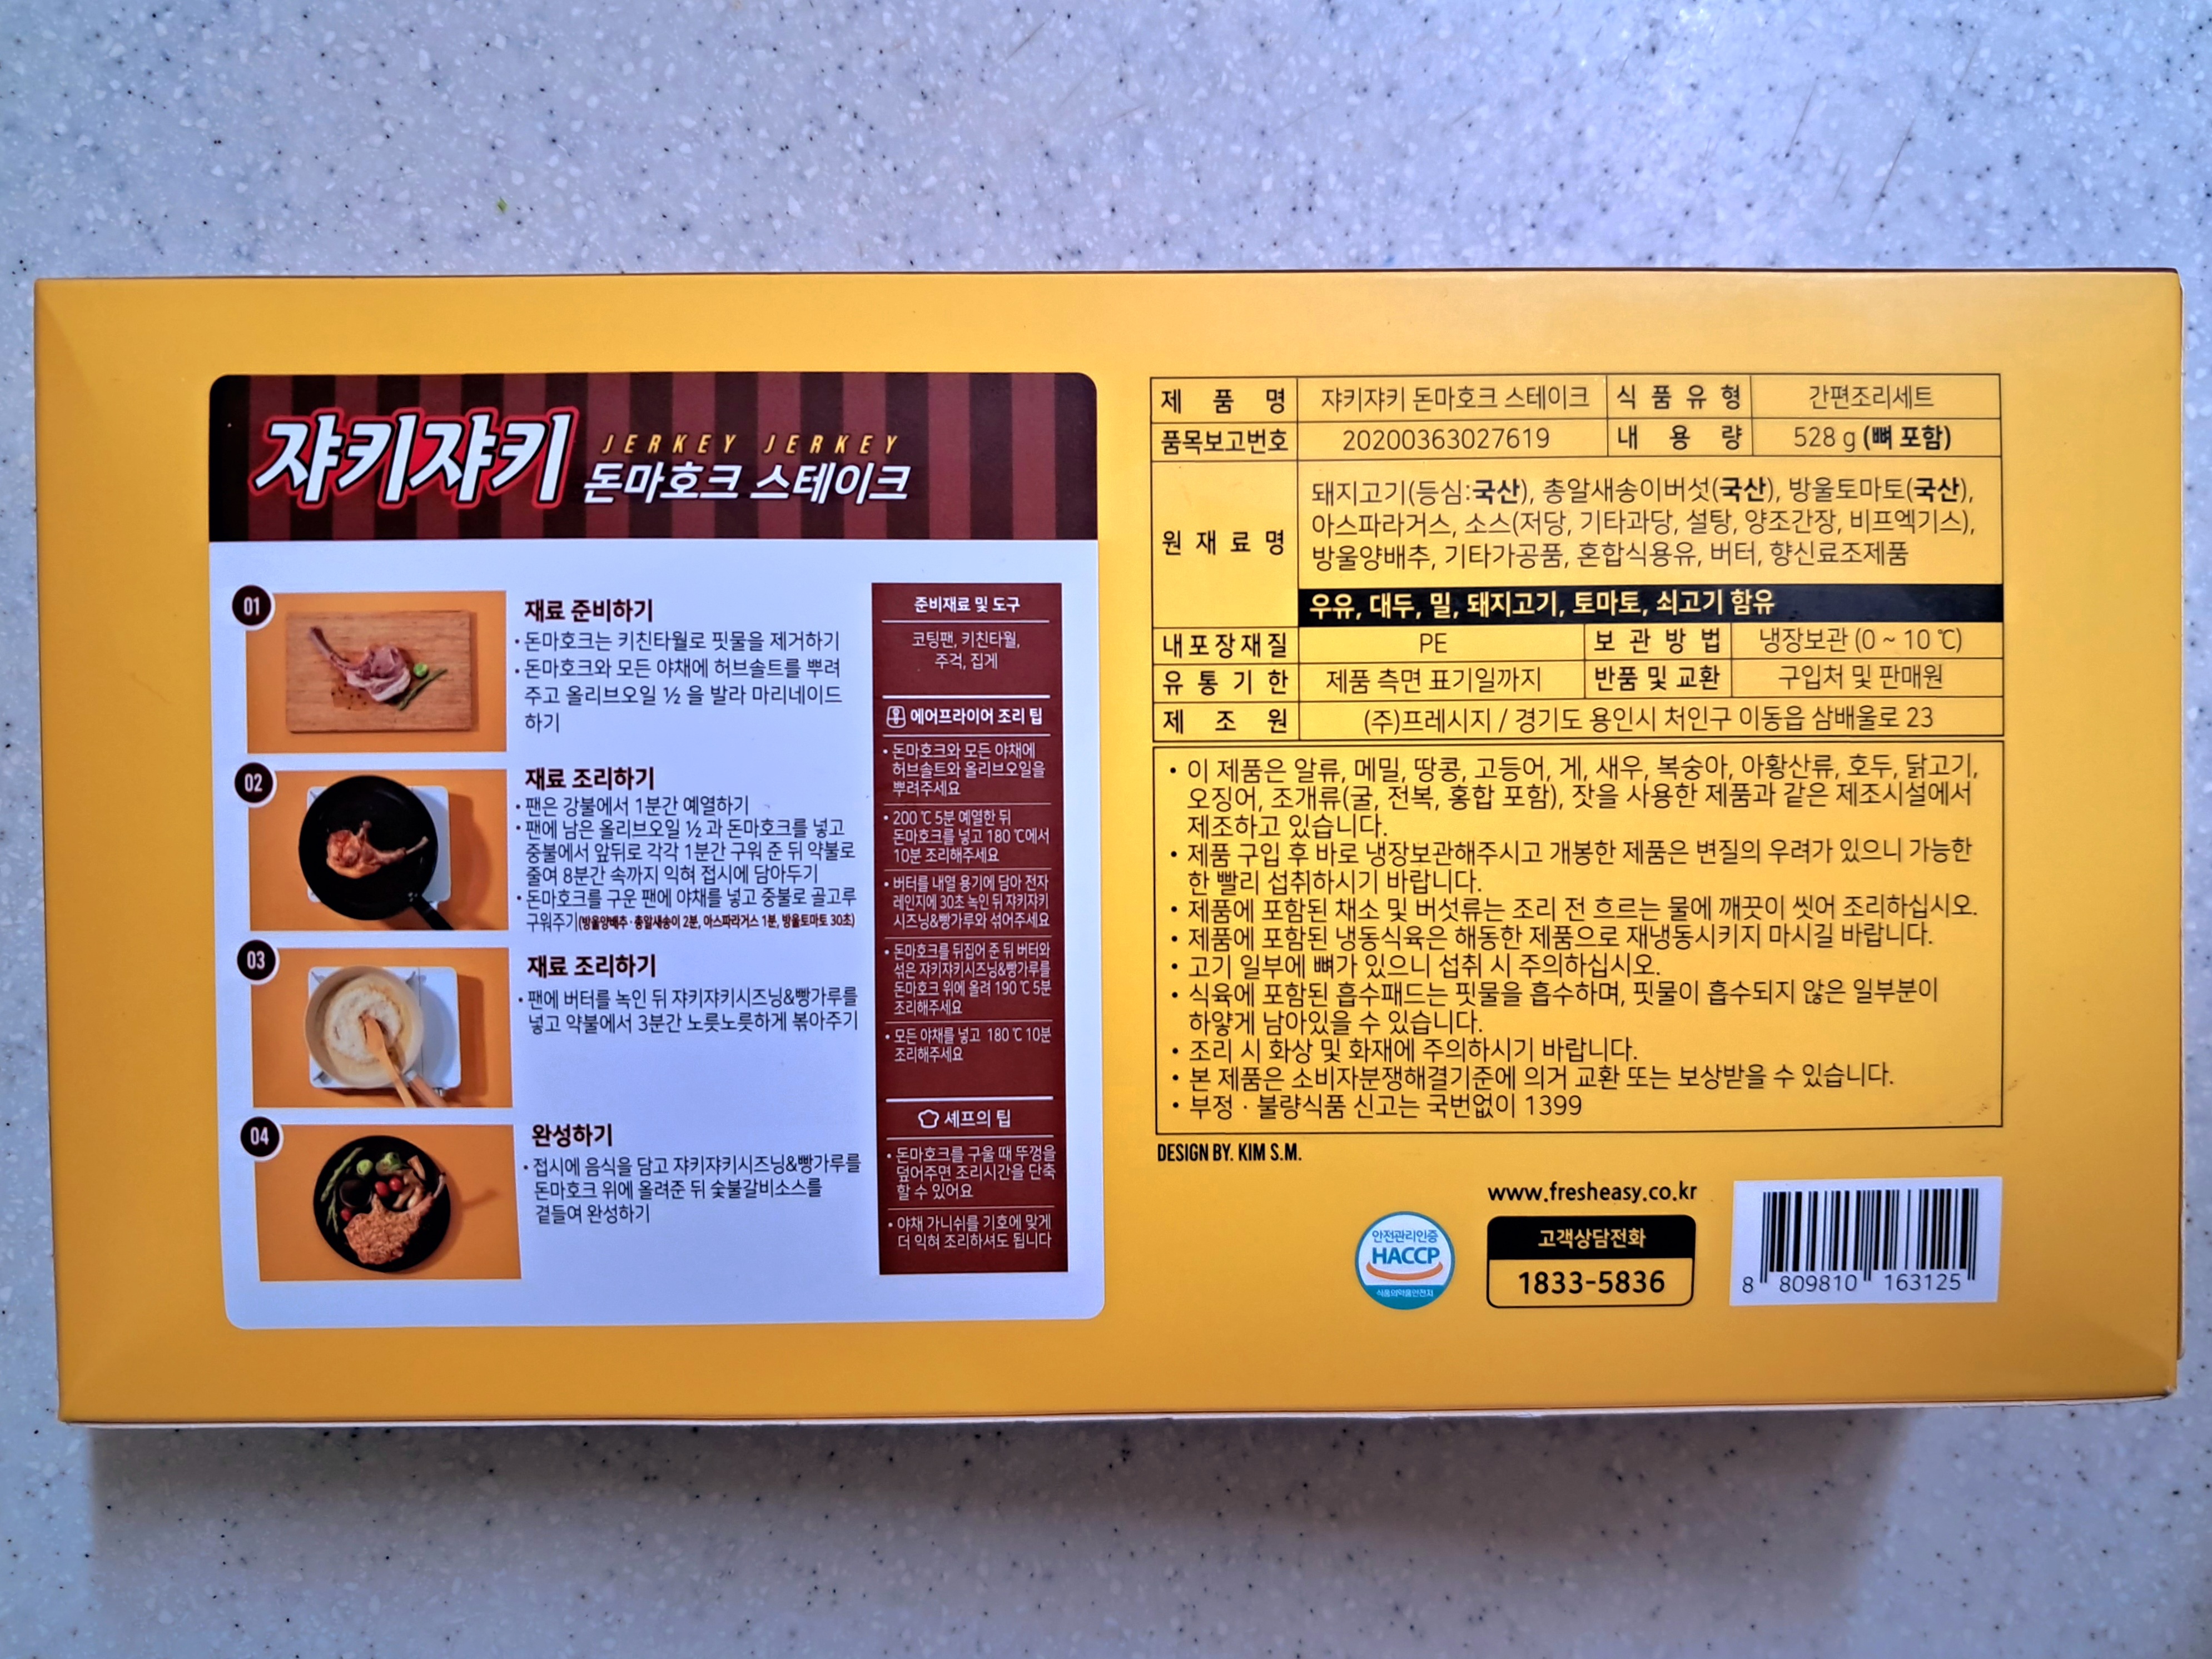 쟈키쟈키
JERKEY JERKEY
돈마호크 스테이크
01
재료 준비하기
• 돈마호크는 키친타월로 핏물을 제거하기
• 돈마호크와 모든 야채에 허브솔트를 뿌려
주고 올리브오일 ½ 을 발라 마리네이드
하기
02
재료 조리하기
• 팬은 강불에서 1분간 예열하기
• 팬에 남은 올리브오일 ½ 과 돈마호크를 넣고
중불에서 앞뒤로 각각 1분간 구워 준 뒤 약불로
줄여 8분간 속까지 익혀 접시에 담아두기
• 돈마호크를 구운 팬에 야채를 넣고 중불로 골고루
구워주기(방울양배추 · 총알새송이 2분, 아스파라거스 1분, 방울토마토 30초)
03
재료 조리하기
• 팬에 버터를 녹인 뒤 쟈키쟈키시즈닝&빵가루를
넣고 약불에서 3분간 노릇노릇하게 볶아주기
04
완성하기
• 접시에 음식을 담고 쟈키쟈키시즈닝&빵가루를
돈마호크 위에 올려준 뒤 숯불갈비소스를
곁들여 완성하기
준비재료 및 도구
코팅팬, 키친타월,
주걱, 집게
에어프라이어 조리 팁
• 돈마호크와 모든 야채에
허브솔트와 올리브오일을
뿌려주세요
• 200 ℃ 5분 예열한 뒤
돈마호크를 넣고 180 ℃에서
10분 조리해주세요
• 버터를 내열 용기에 담아 전자
레인지에 30초 녹인 뒤 쟈키쟈키
시즈닝&빵가루와 섞어주세요
• 돈마호크를 뒤집어 준 뒤 버터와
섞은 쟈키쟈키시즈닝&빵가루를
돈마호크 위에 올려 190 ℃ 5분
조리해주세요
• 모든 야채를 넣고 180 ℃ 10분
조리해주세요
셰프의 팁
• 돈마호크를 구울 때 뚜껑을
덮어주면 조리시간을 단축
할 수 있어요
• 야채 가니쉬를 기호에 맞게
더 익혀 조리하셔도 됩니다
제 품 명 쟈키쟈키 돈마호크 스테이크 식 품 유 형 간편조리세트
품목보고번호 20200363027619 내 용 량 528 g (뼈 포함)
원 재 료 명
돼지고기(등심:국산), 총알새송이버섯(국산), 방울토마토(국산),
아스파라거스, 소스(저당, 기타과당, 설탕, 양조간장, 비프엑기스),
방울양배추, 기타가공품, 혼합식용유, 버터, 향신료조제품
우유, 대두, 밀, 돼지고기, 토마토, 쇠고기 함유
내포장재질 PE 보 관 방 법 냉장보관 (0 ~ 10 ℃)
유 통 기 한 제품 측면 표기일까지 반품 및 교환 구입처 및 판매원
제 조 원 (주)프레시지 / 경기도 용인시 처인구 이동읍 삼배울로 23
• 이 제품은 알류, 메밀, 땅콩, 고등어, 게, 새우, 복숭아, 아황산류, 호두, 닭고기,
오징어, 조개류(굴, 전복, 홍합 포함), 잣을 사용한 제품과 같은 제조시설에서
제조하고 있습니다.
• 제품 구입 후 바로 냉장보관해주시고 개봉한 제품은 변질의 우려가 있으니 가능한
한 빨리 섭취하시기 바랍니다.
• 제품에 포함된 채소 및 버섯류는 조리 전 흐르는 물에 깨끗이 씻어 조리하십시오.
• 제품에 포함된 냉동식육은 해동한 제품으로 재냉동시키지 마시길 바랍니다.
• 고기 일부에 뼈가 있으니 섭취 시 주의하십시오.
• 식육에 포함된 흡수패드는 핏물을 흡수하며, 핏물이 흡수되지 않은 일부분이
하얗게 남아있을 수 있습니다.
• 조리 시 화상 및 화재에 주의하시기 바랍니다.
• 본 제품은 소비자분쟁해결기준에 의거 교환 또는 보상받을 수 있습니다.
• 부정 · 불량식품 신고는 국번없이 1399
DESIGN BY. KIM S.M.
안전관리인증
HACCP
식품의약품안전처
www.fresheasy.co.kr
고객상담전화
1833-5836
8 809810 163125